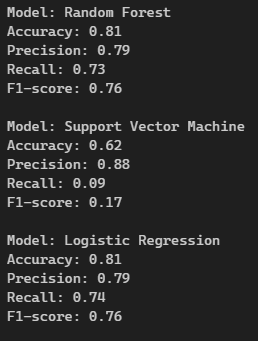 Model: Random Forest
Accuracy: 0.81
Precision: 0.79
Recall: 0.73
F1-score: 0.76
Model: Support Vector Machine
Accuracy: 0.62
Precision: 0.88
Recall: 0.09
F1-score: 0.17
Model: Logistic Regression
Accuracy: 0.81
Precision: 0.79
Recall: 0.74
F1-score: 0.76